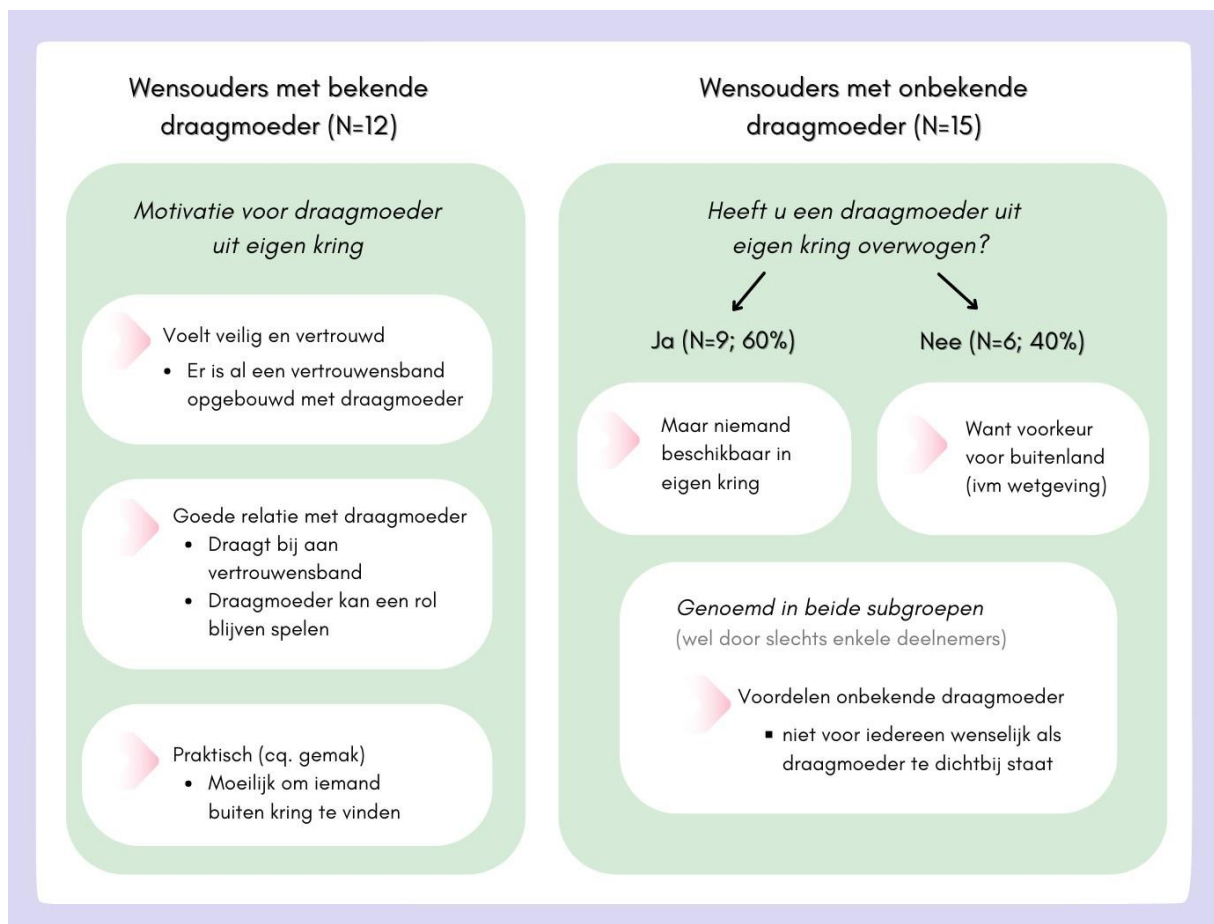 Wensouders met bekende
draagmoeder (N=12)
Motivatie voor draagmoeder
uit eigen kring
Voelt veilig en vertrouwd
• Er is al een vertrouwensband
opgebouwd met draagmoeder
Goede relatie met draagmoeder
• Draagt bij aan
vertrouwensband
• Draagmoeder kan een rol
blijven spelen
Praktisch (cq. gemak)
• Moeilijk om iemand
buiten kring te vinden
Wensouders met onbekende
draagmoeder (N=15)
Heeft u een draagmoeder uit
eigen kring overwogen?
Ja (N=9; 60%)
Maar niemand
beschikbaar in
eigen kring
Nee (N=6; 40%)
Want voorkeur
voor buitenland
(ivm wetgeving)
Genoemd in beide subgroepen
(wel door slechts enkele deelnemers)
Voordelen onbekende draagmoeder
▪ niet voor iedereen wenselijk als
draagmoeder te dichtbij staat